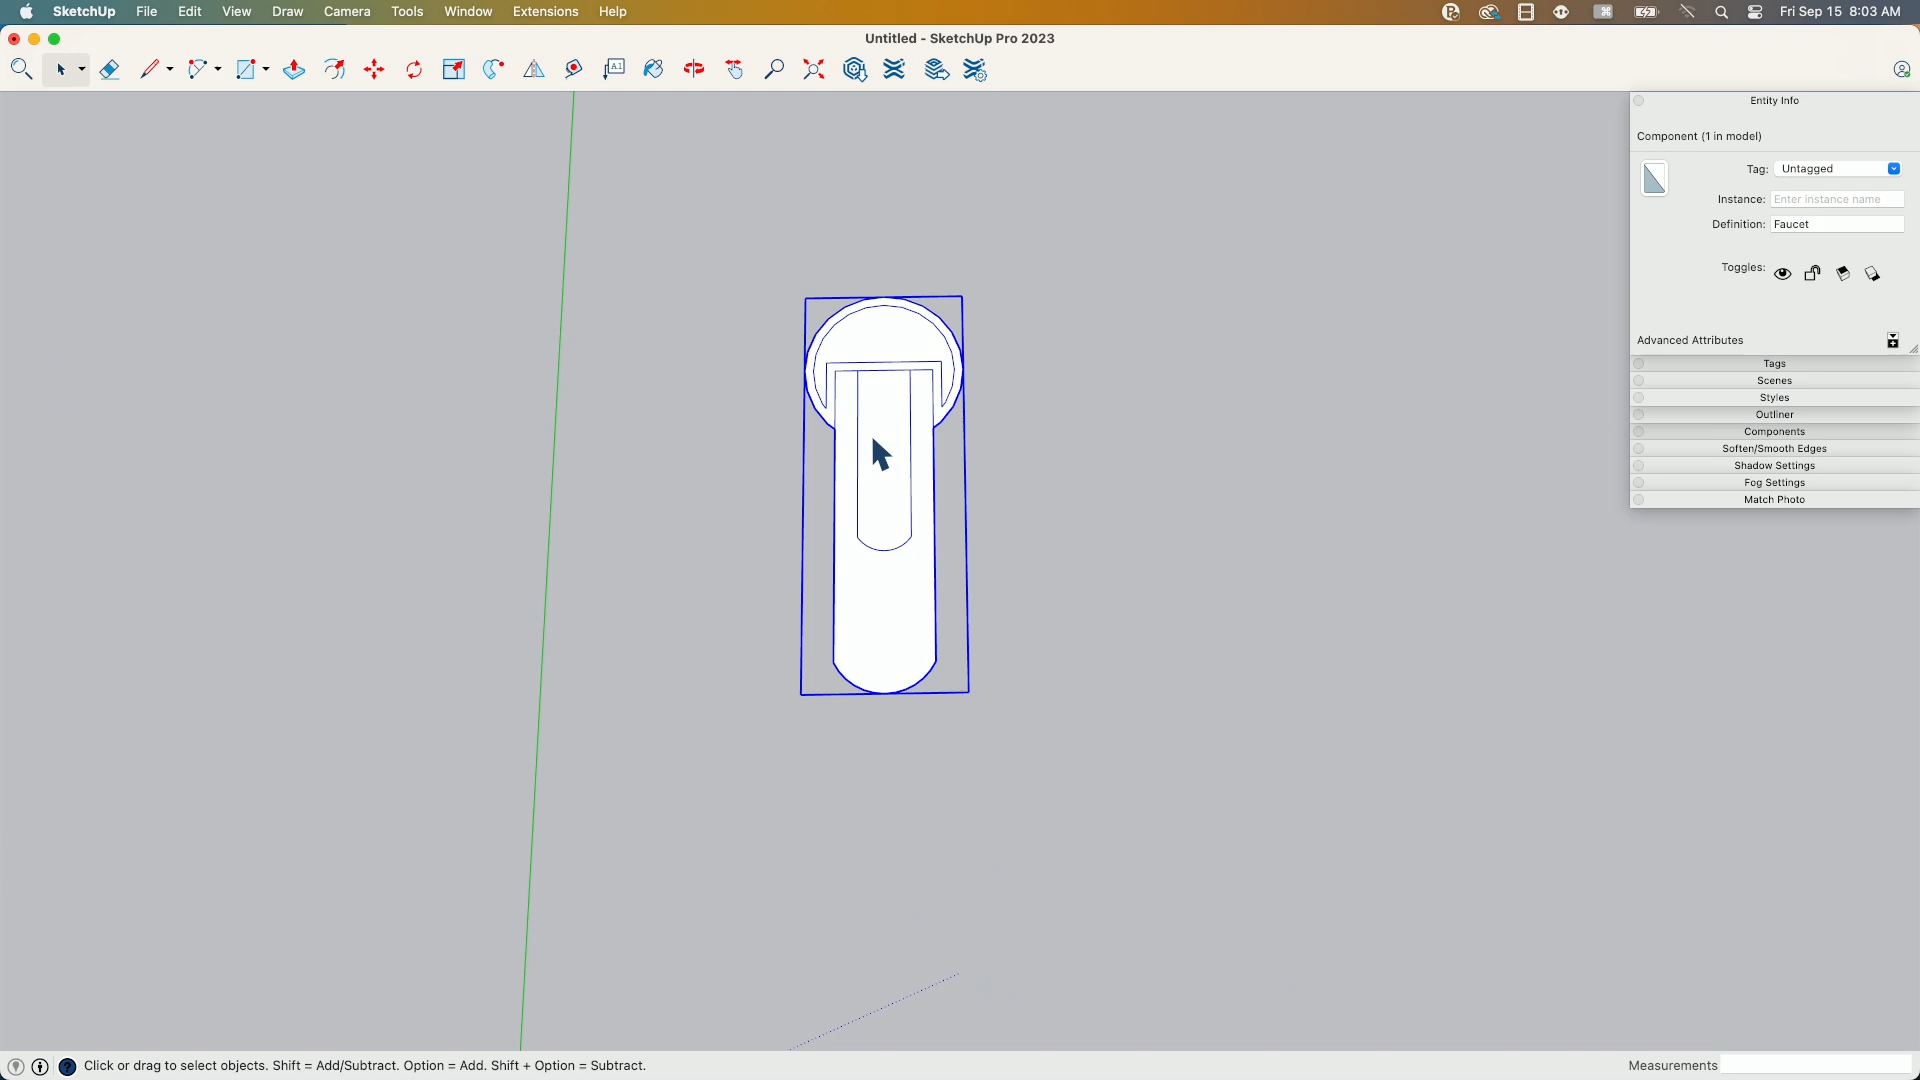 SketchUp File Edit View Draw Camera Tools Window Extensions Help Fri Sep 15 8:03 AM
Untitled - SketchUp Pro 2023
A1
Entity Info
Component (1 in model)
Tag: Untagged
Instance: Enter instance name
Definition: Faucet
Toggles:
Advanced Attributes
Tags
Scenes
Styles
Outliner
Components
Soften/Smooth Edges
Shadow Settings
Fog Settings
Match Photo
Click or drag to select objects. Shift = Add/Subtract. Option = Add. Shift + Option = Subtract. Measurements